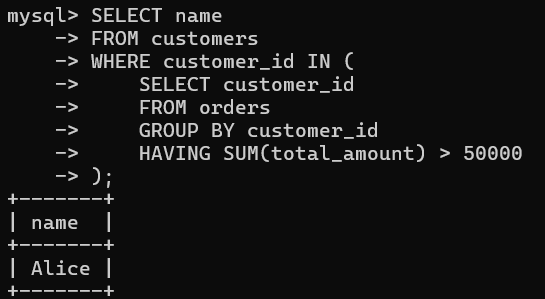 mysql> SELECT name
    -> FROM customers
    -> WHERE customer_id IN (
    ->     SELECT customer_id
    ->     FROM orders
    ->     GROUP BY customer_id
    ->     HAVING SUM(total_amount) > 50000
    -> );
+-------+
| name  |
+-------+
| Alice |
+-------+